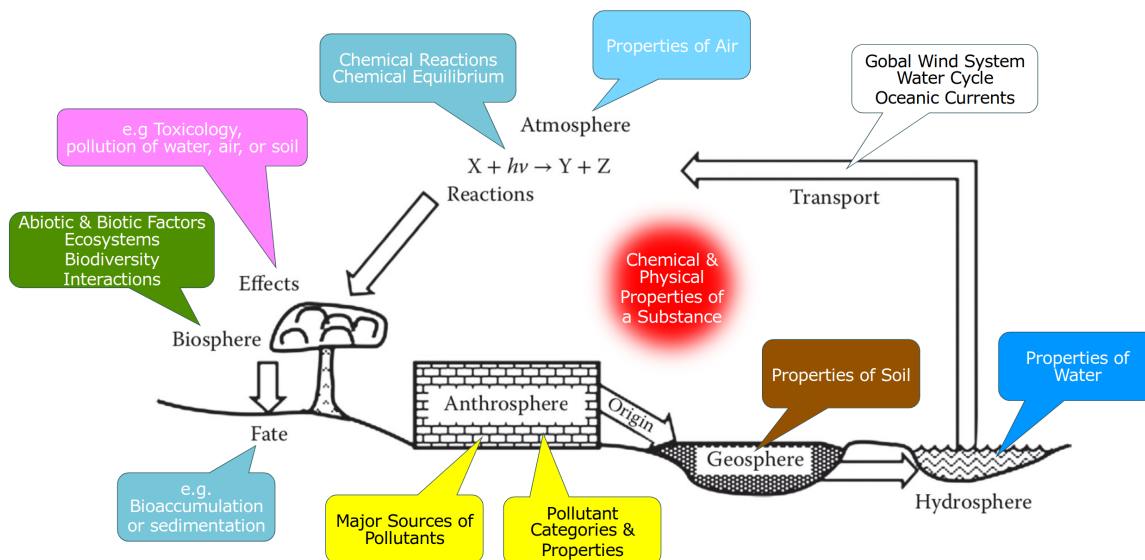 Chemical Reactions
Chemical Equilibrium
Properties of Air
Gobal Wind System
Water Cycle
Oceanic Currents
e.g Toxicology,
pollution of water, air, or soil
Atmosphere
X + hν → Y + Z
Reactions
Transport
Abiotic & Biotic Factors
Ecosystems
Biodiversity
Interactions
Effects
Chemical &
Physical
Properties of
a Substance
Biosphere
Properties of Soil
Properties of
Water
Anthrosphere
Origin
Fate
Geosphere
Hydrosphere
e.g.
Bioaccumulation
or sedimentation
Major Sources of
Pollutants
Pollutant
Categories &
Properties